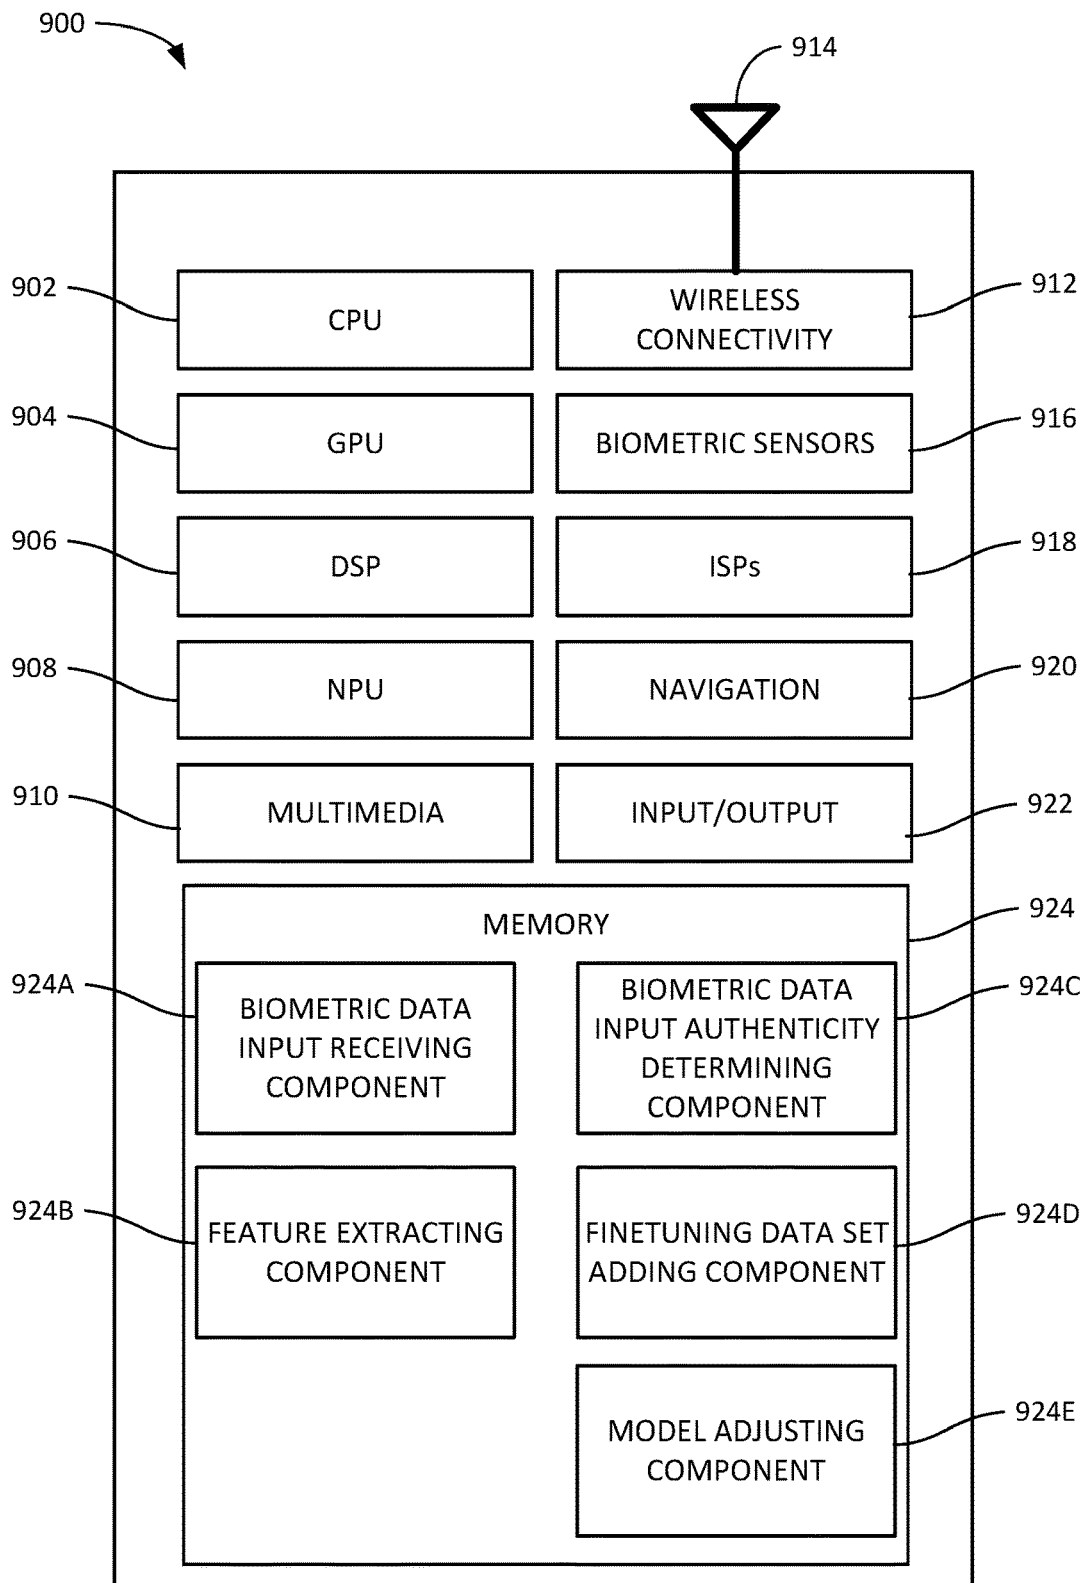 900
914
902
CPU
WIRELESS
CONNECTIVITY
912
904
GPU
BIOMETRIC SENSORS
916
906
DSP
ISPs
918
908
NPU
NAVIGATION
920
910
MULTIMEDIA
INPUT/OUTPUT
922
MEMORY
924
924A
BIOMETRIC DATA
INPUT RECEIVING
COMPONENT
BIOMETRIC DATA
INPUT AUTHENTICITY
DETERMINING
COMPONENT
924C
924B
FEATURE EXTRACTING
COMPONENT
FINETUNING DATA SET
ADDING COMPONENT
924D
MODEL ADJUSTING
COMPONENT
924E